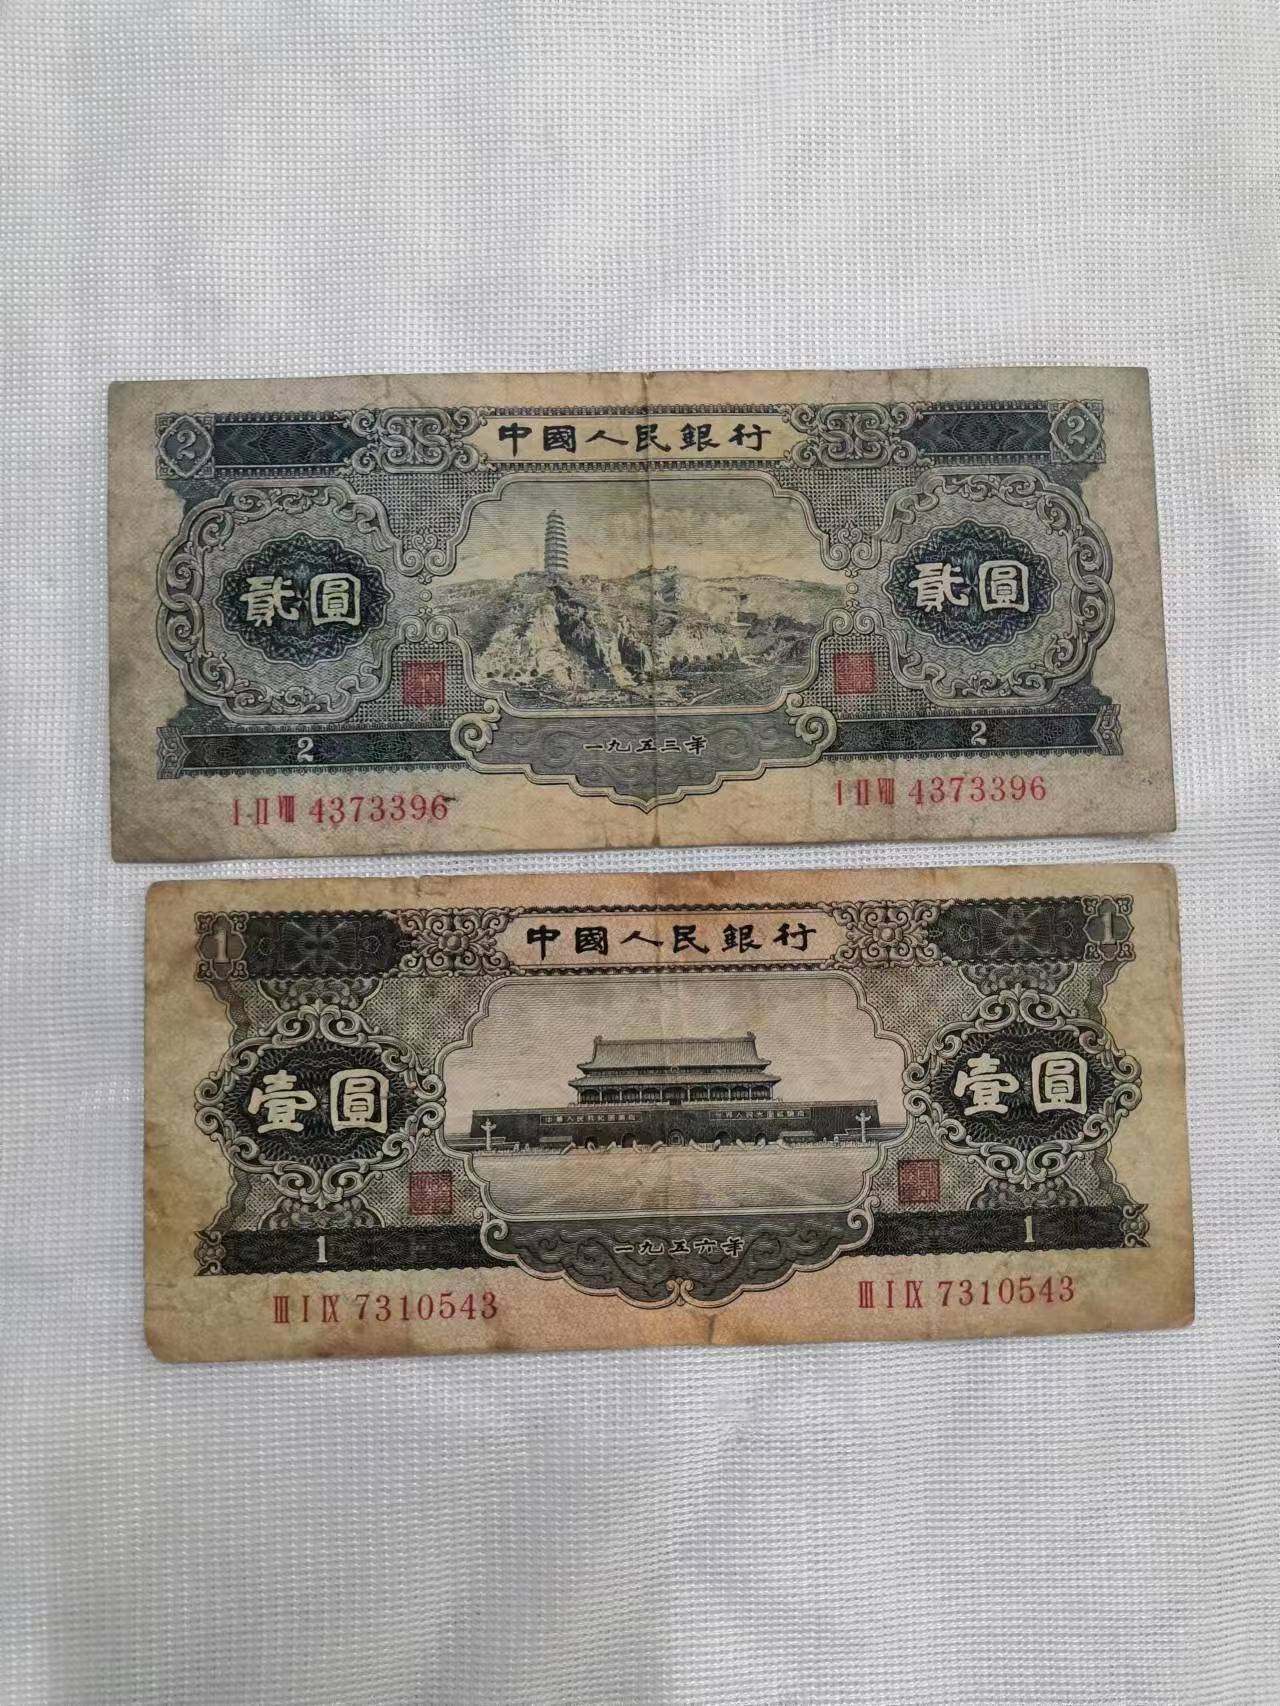 2 中國人民銀行 2
貳圓 貳圓
2 一九五三年 2
I II VIII 4373396 I II VIII 4373396
1 中國人民銀行 1
壹圓 壹圓
1 一九五六年 1
III I IX 7310543 III I IX 7310543